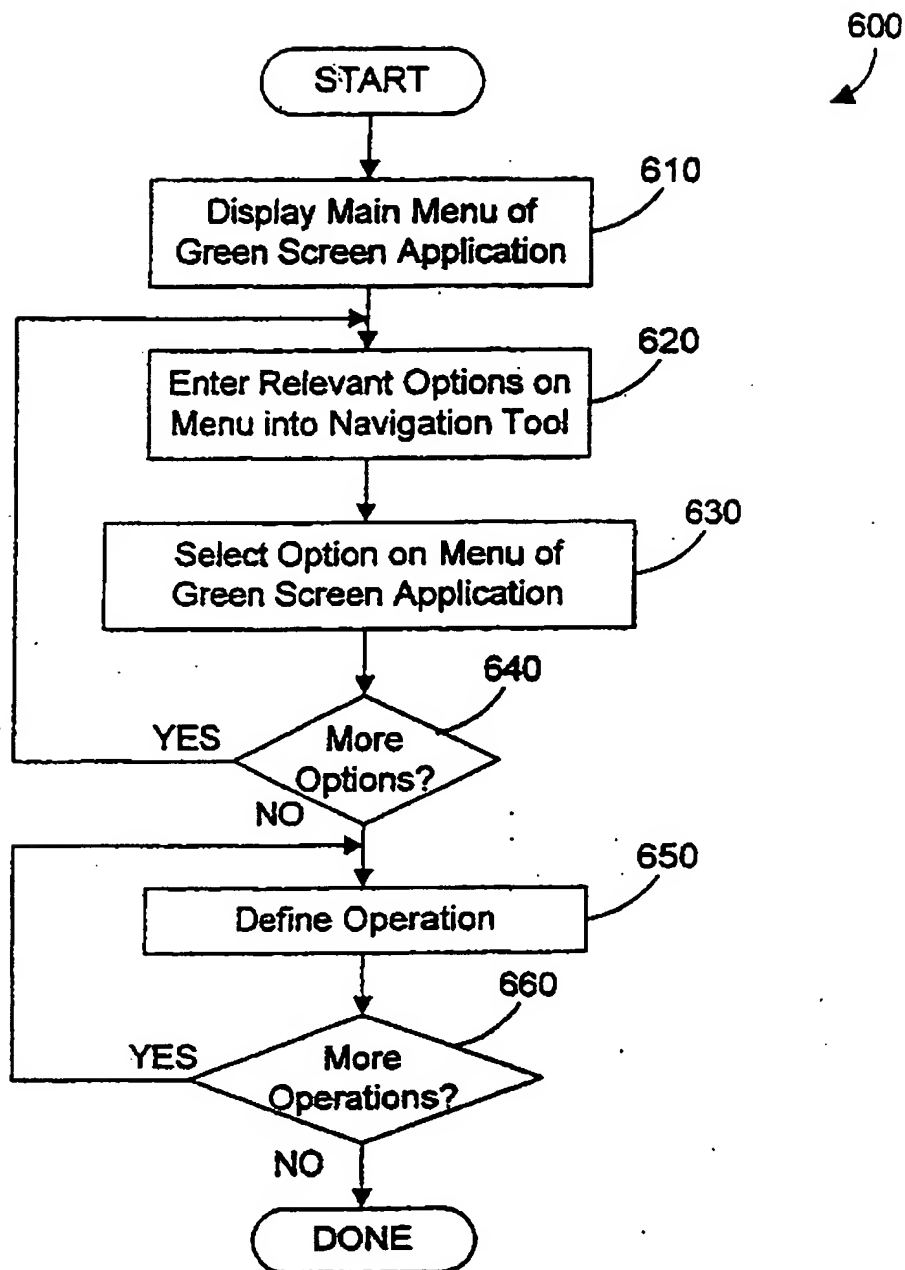 600
START
610
Display Main Menu of
Green Screen Application
620
Enter Relevant Options on
Menu into Navigation Tool
630
Select Option on Menu of
Green Screen Application
640
YES
More
Options?
NO
650
Define Operation
660
YES
More
Operations?
NO
DONE